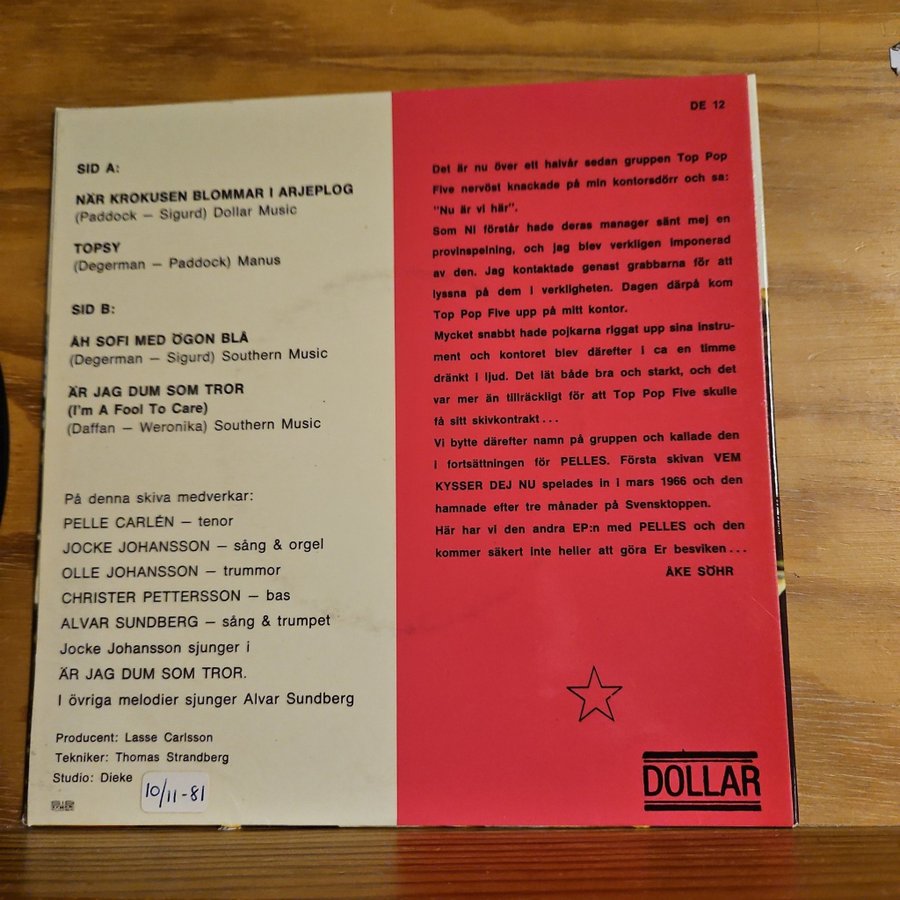 SID A:
NÄR KROKUSEN BLOMMAR I ARJEPLOG
(Paddock — Sigurd) Dollar Music
TOPSY
(Degerman — Paddock) Manus
SID B:
ÅH SOFI MED ÖGON BLÅ
(Degerman — Sigurd) Southern Music
ÄR JAG DUM SOM TROR
(I'm A Fool To Care)
(Daffan — Weronika) Southern Music
På denna skiva medverkar:
PELLE CARLÉN — tenor
JOCKE JOHANSSON — sång & orgel
OLLE JOHANSSON — trummor
CHRISTER PETTERSSON — bas
ALVAR SUNDBERG — sång & trumpet
Jocke Johansson sjunger i
ÄR JAG DUM SOM TROR.
I övriga melodier sjunger Alvar Sundberg
Producent: Lasse Carlsson
Tekniker: Thomas Strandberg
Studio: Dieke
10/11-81
DE 12
Det är nu över ett halvår sedan gruppen Top Pop
Five nervöst knackade på min kontorsdörr och sa:
"Nu är vi här".
Som NI förstår hade deras manager sänt mej en
provinspelning, och jag blev verkligen imponerad
av den. Jag kontaktade genast grabbarna för att
lyssna på dem i verkligheten. Dagen därpå kom
Top Pop Five upp på mitt kontor.
Mycket snabbt hade pojkarna riggat upp sina instru-
ment och kontoret blev därefter i ca en timme
dränkt i ljud. Det lät både bra och starkt, och det
var mer än tillräckligt för att Top Pop Five skulle
få sitt skivkontrakt...
Vi bytte därefter namn på gruppen och kallade den
i fortsättningen för PELLES. Första skivan VEM
KYSSER DEJ NU spelades in i mars 1966 och den
hamnade efter tre månader på Svensktoppen.
Här har vi den andra EP:n med PELLES och den
kommer säkert inte heller att göra Er besviken...
ÅKE SÖHR
DOLLAR